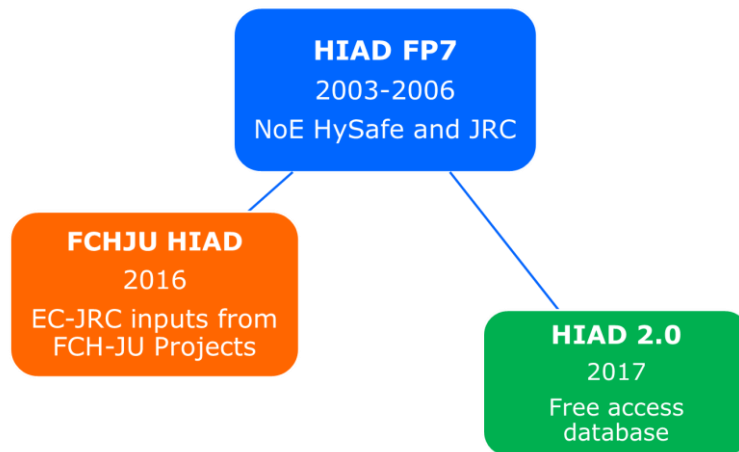 HIAD FP7
2003-2006
NoE HySafe and JRC
FCHJU HIAD
2016
EC-JRC inputs from
FCH-JU Projects
HIAD 2.0
2017
Free access
database